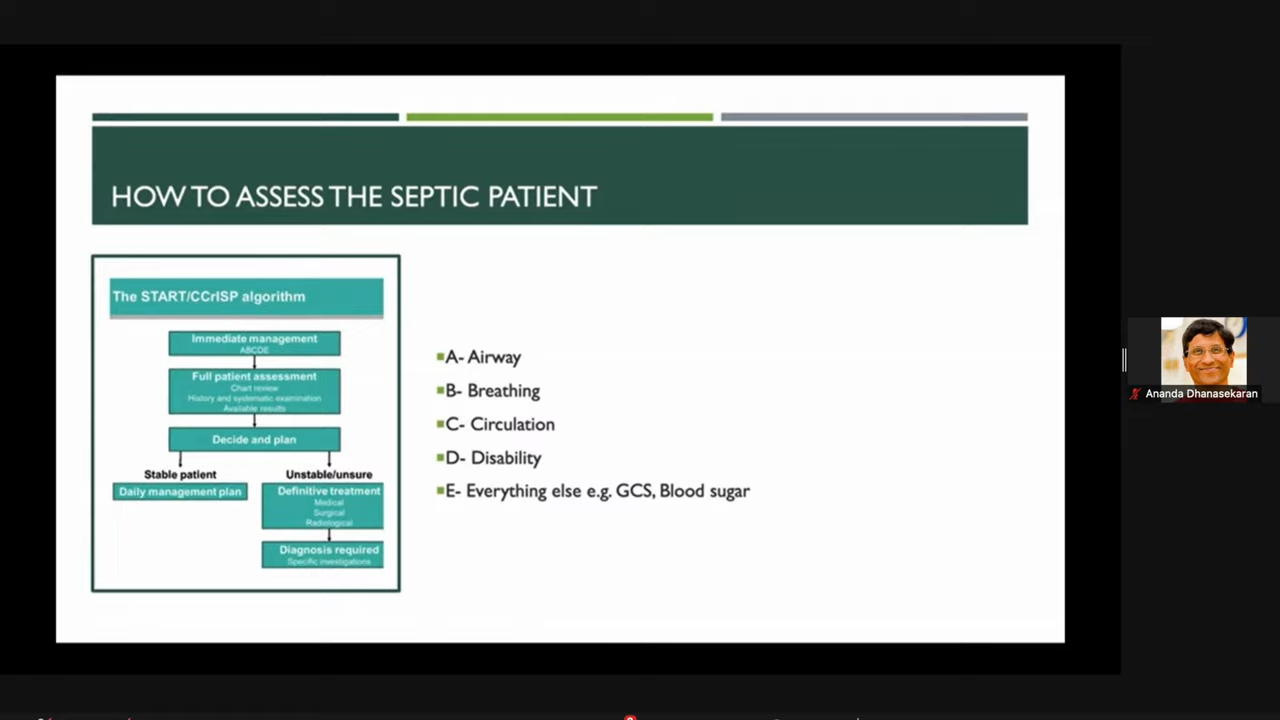 HOW TO ASSESS THE SEPTIC PATIENT
The START/CCrISP algorithm
Immediate management
ABCDE
Full patient assessment
Chart review
History and systematic examination
Available results
Decide and plan
Stable patient
Daily management plan
Unstable/unsure
Definitive treatment
Medical
Surgical
Radiological
Diagnosis required
Specific investigations
A- Airway
B- Breathing
C- Circulation
D- Disability
E- Everything else e.g. GCS, Blood sugar
Ananda Dhanasekaran